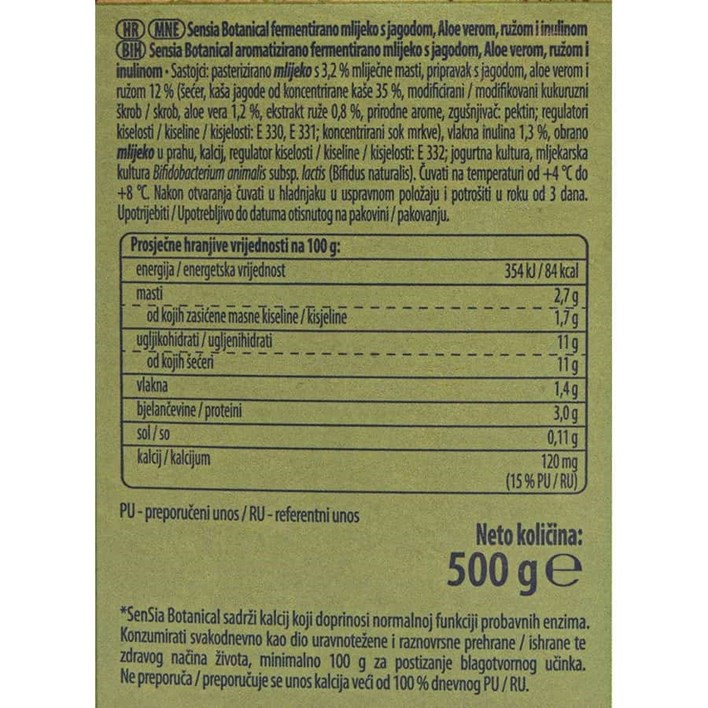 HR MNE Sensia Botanical fermentirano mlijeko s jagodom, Aloe verom, ružom i inulinom
BIH Sensia Botanical aromatizirano fermentirano mlijeko s jagodom, Aloe verom, ružom i
inulinom • Sastojci: pasterizirano mlijeko s 3,2 % mliječne masti, pripravak s jagodom, aloe verom i
ružom 12 % (šećer, kaša jagode od koncentrirane kaše 35 %, modificirani / modifikovani kukuruzni
škrob / skrob, aloe vera 1,2 %, ekstrakt ruže 0,8 %, prirodne arome, zgušnjivač: pektin; regulatori
kiselosti / kiseline / kisjelosti: E 330, E 331; koncentrirani sok mrkve), vlakna inulina 1,3 %, obrano
mlijeko u prahu, kalcij, regulator kiselosti / kiseline / kisjelosti: E 332; jogurtna kultura, mljekarska
kultura Bifidobacterium animalis subsp. lactis (Bifidus naturalis). Čuvati na temperaturi od +4 °C do
+8 °C. Nakon otvaranja čuvati u hladnjaku u uspravnom položaju i potrošiti u roku od 3 dana.
Upotrijebiti / Upotrebljivo do datuma otisnutog na pakovini / pakovanju.
Prosječne hranjive vrijednosti na 100 g:
energija / energetska vrijednost 354 kJ / 84 kcal
masti 2,7 g
od kojih zasićene masne kiseline / kisjeline 1,7 g
ugljikohidrati / ugljenihidrati 11 g
od kojih šećeri 11 g
vlakna 1,4 g
bjelančevine / proteini 3,0 g
sol / so 0,11 g
kalcij / kalcijum 120 mg
(15 % PU / RU)
PU - preporučeni unos / RU - referentni unos
Neto količina:
500 g ℮
*SenSia Botanical sadrži kalcij koji doprinosi normalnoj funkciji probavnih enzima.
Konzumirati svakodnevno kao dio uravnotežene i raznovrsne prehrane / ishrane te
zdravog načina života, minimalno 100 g za postizanje blagotvornog učinka.
Ne preporuča / preporučuje se unos kalcija veći od 100 % dnevnog PU / RU.